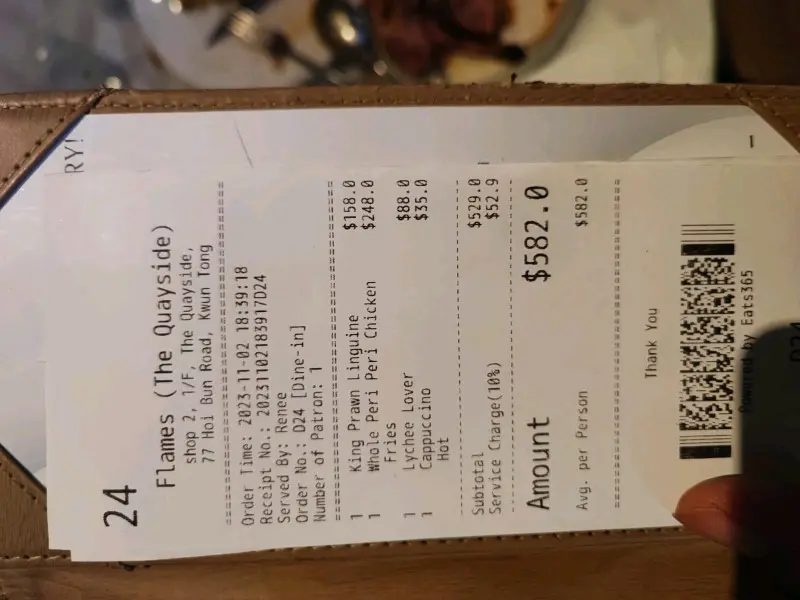 RY!
24
Flames (The Quayside)
shop 2, 1/F, The Quayside,
77 Hoi Bun Road, Kwun Tong
Order Time: 2023-11-02 18:39:18
Receipt No.: 20231102183917D24
Served By: Renee
Order No.: D24 [Dine-in]
Number of Patron: 1
1 King Prawn Linguine $158.0
1 Whole Peri Peri Chicken $248.0
Fries
1 Lychee Lover $88.0
1 Cappuccino $35.0
Hot
Subtotal $529.0
Service Charge(10%) $52.9
Amount $582.0
Avg. per Person $582.0
Thank You
Powered by Eats365
D24